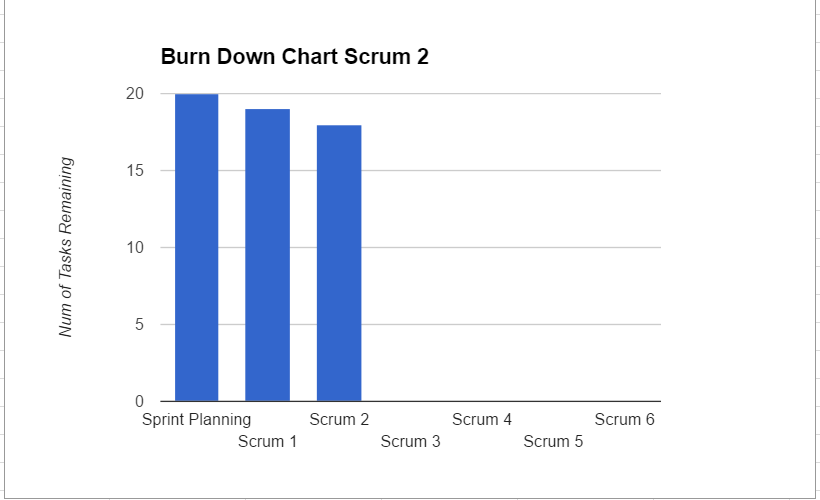 Burn Down Chart Scrum 2
Num of Tasks Remaining
20
15
10
5
0
Sprint Planning Scrum 2 Scrum 4 Scrum 6
Scrum 1 Scrum 3 Scrum 5